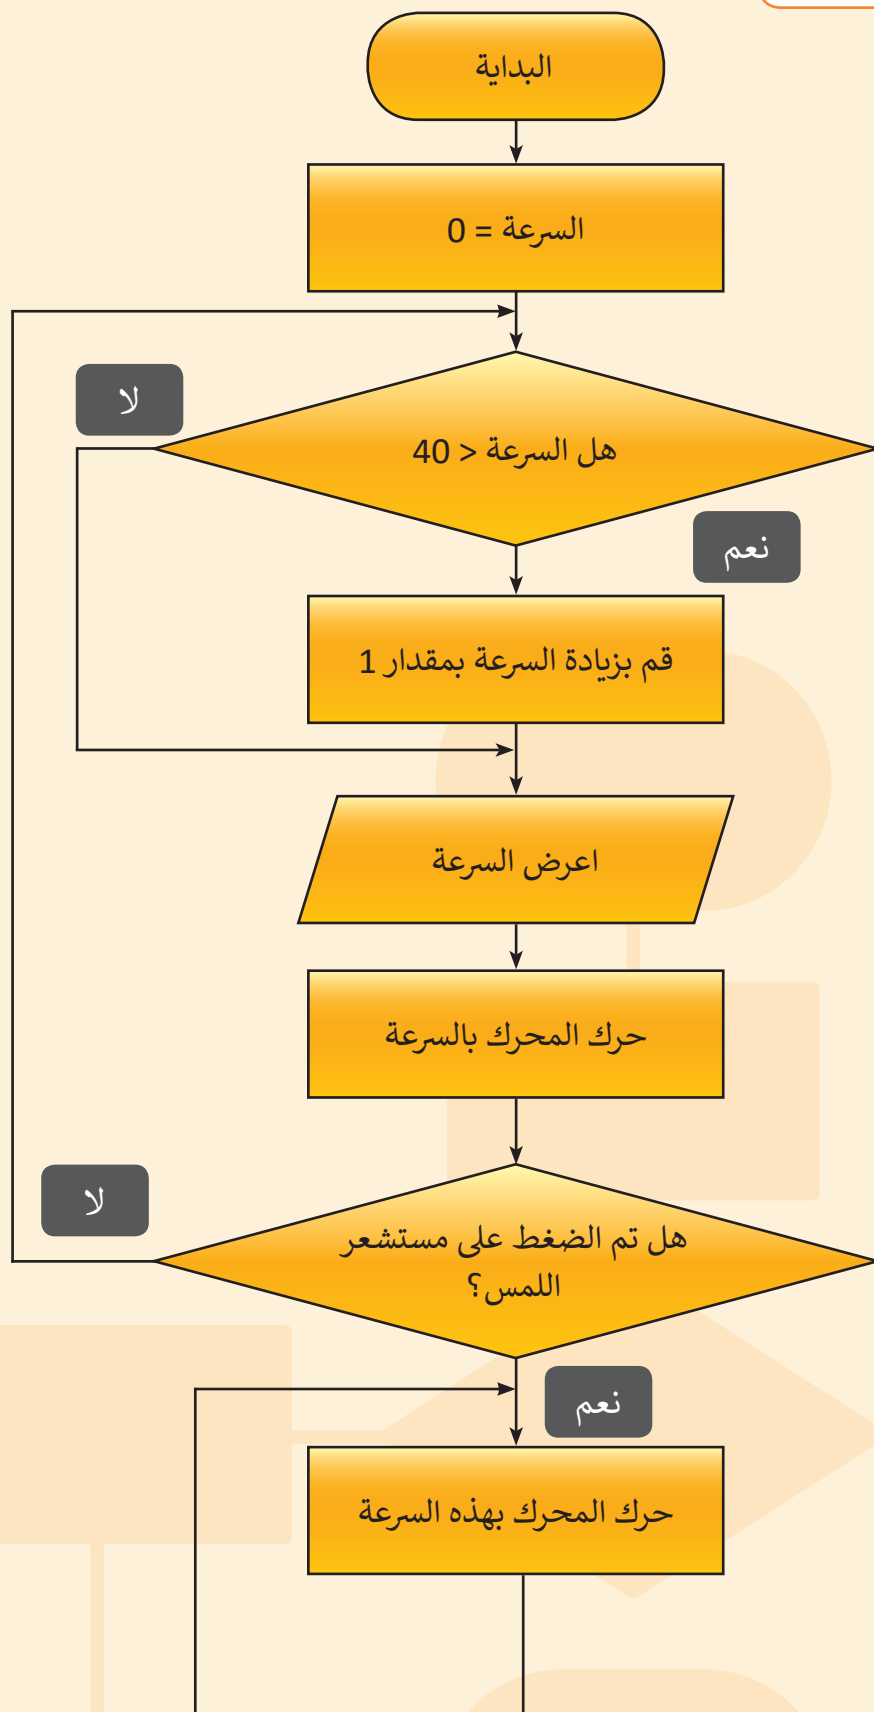 البداية
السرعة = 0
هل السرعة < 40
لا
نعم
قم بزيادة السرعة بمقدار 1
اعرض السرعة
حرك المحرك بالسرعة
هل تم الضغط على مستشعر
اللمس؟
لا
نعم
حرك المحرك بهذه السرعة